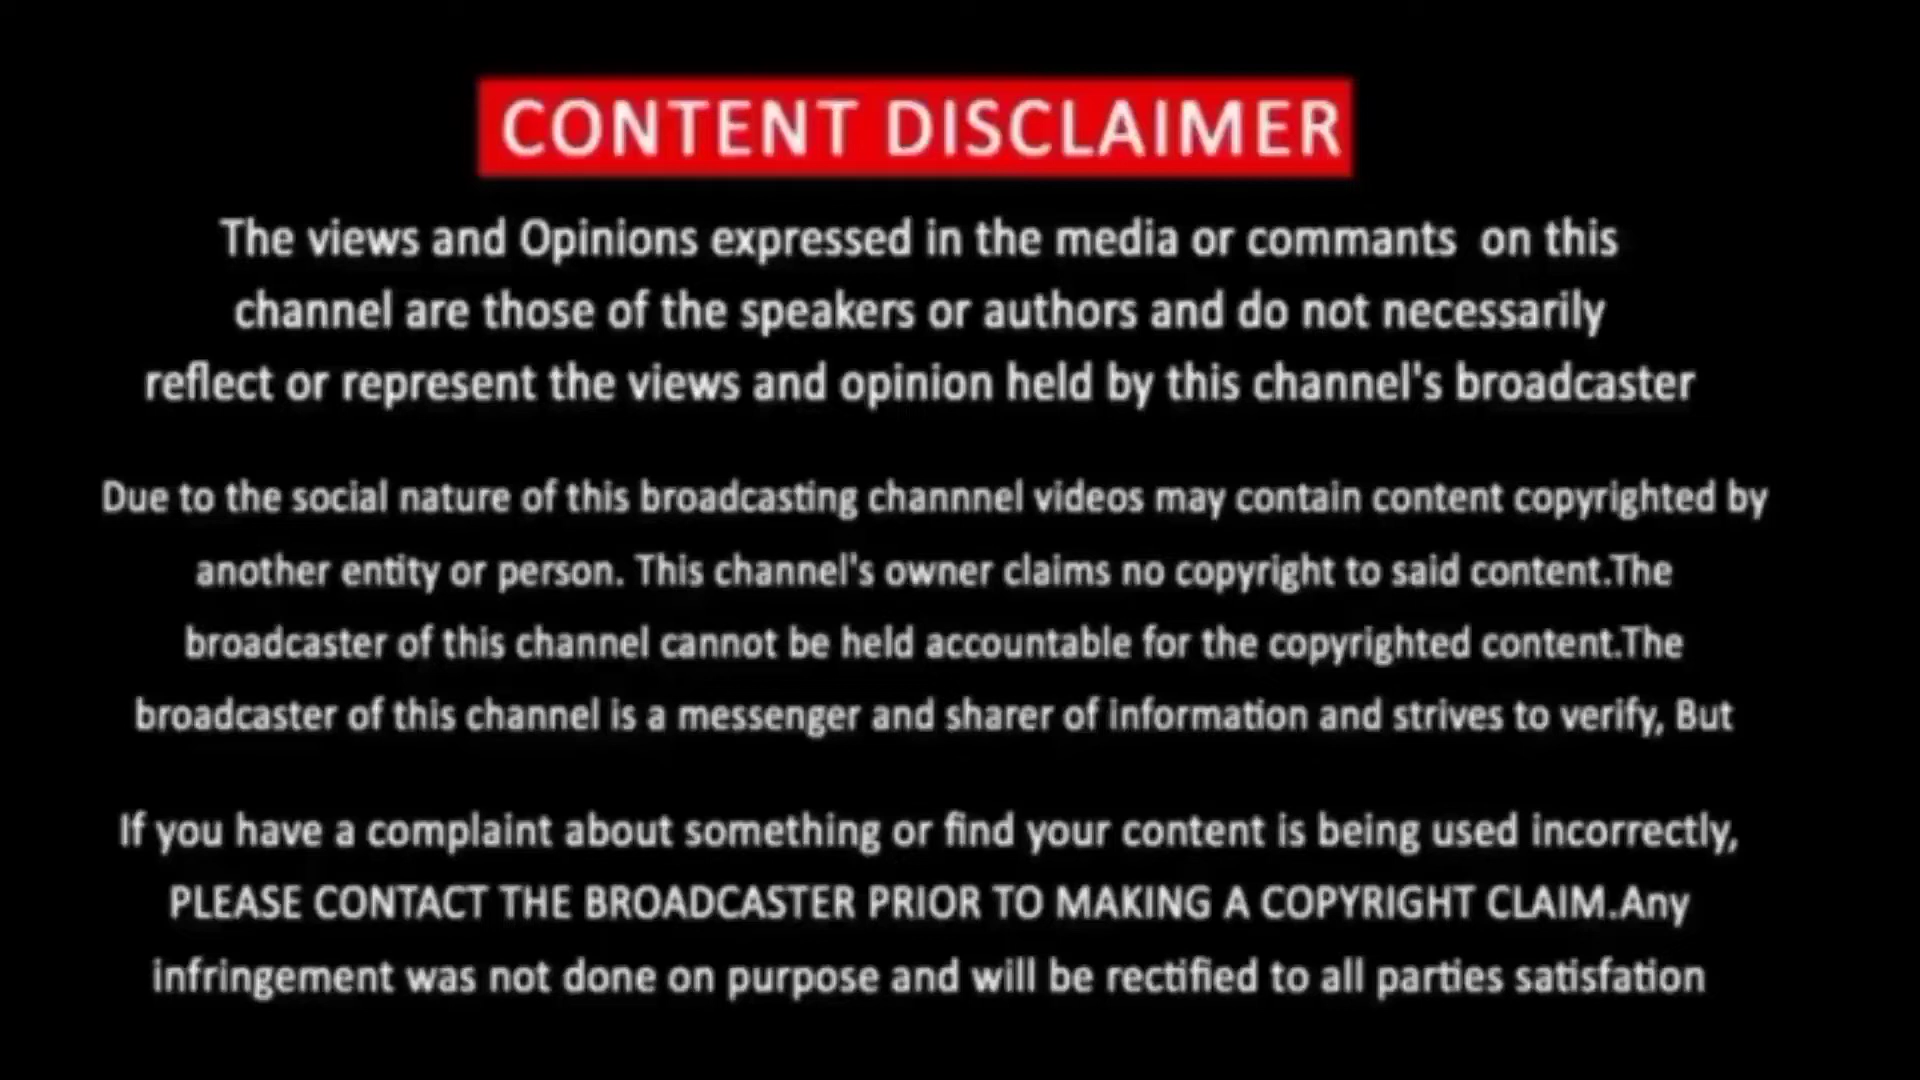 CONTENT DISCLAIMER
The views and Opinions expressed in the media or commants on this
channel are those of the speakers or authors and do not necessarily
reflect or represent the views and opinion held by this channel's broadcaster
Due to the social nature of this broadcasting channnel videos may contain content copyrighted by
another entity or person. This channel's owner claims no copyright to said content.The
broadcaster of this channel cannot be held accountable for the copyrighted content.The
broadcaster of this channel is a messenger and sharer of information and strives to verify, But
If you have a complaint about something or find your content is being used incorrectly,
PLEASE CONTACT THE BROADCASTER PRIOR TO MAKING A COPYRIGHT CLAIM.Any
infringement was not done on purpose and will be rectified to all parties satisfation